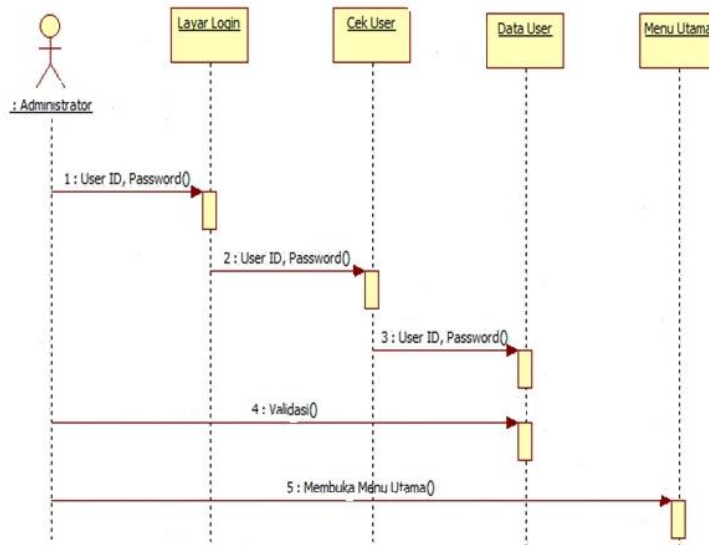 Layar Login
Cek User
Data User
Menu Utama
: Administrator
1 : User ID, Password()
2 : User ID, Password()
3 : User ID, Password()
4 : Validasi()
5 : Membuka Menu Utama()